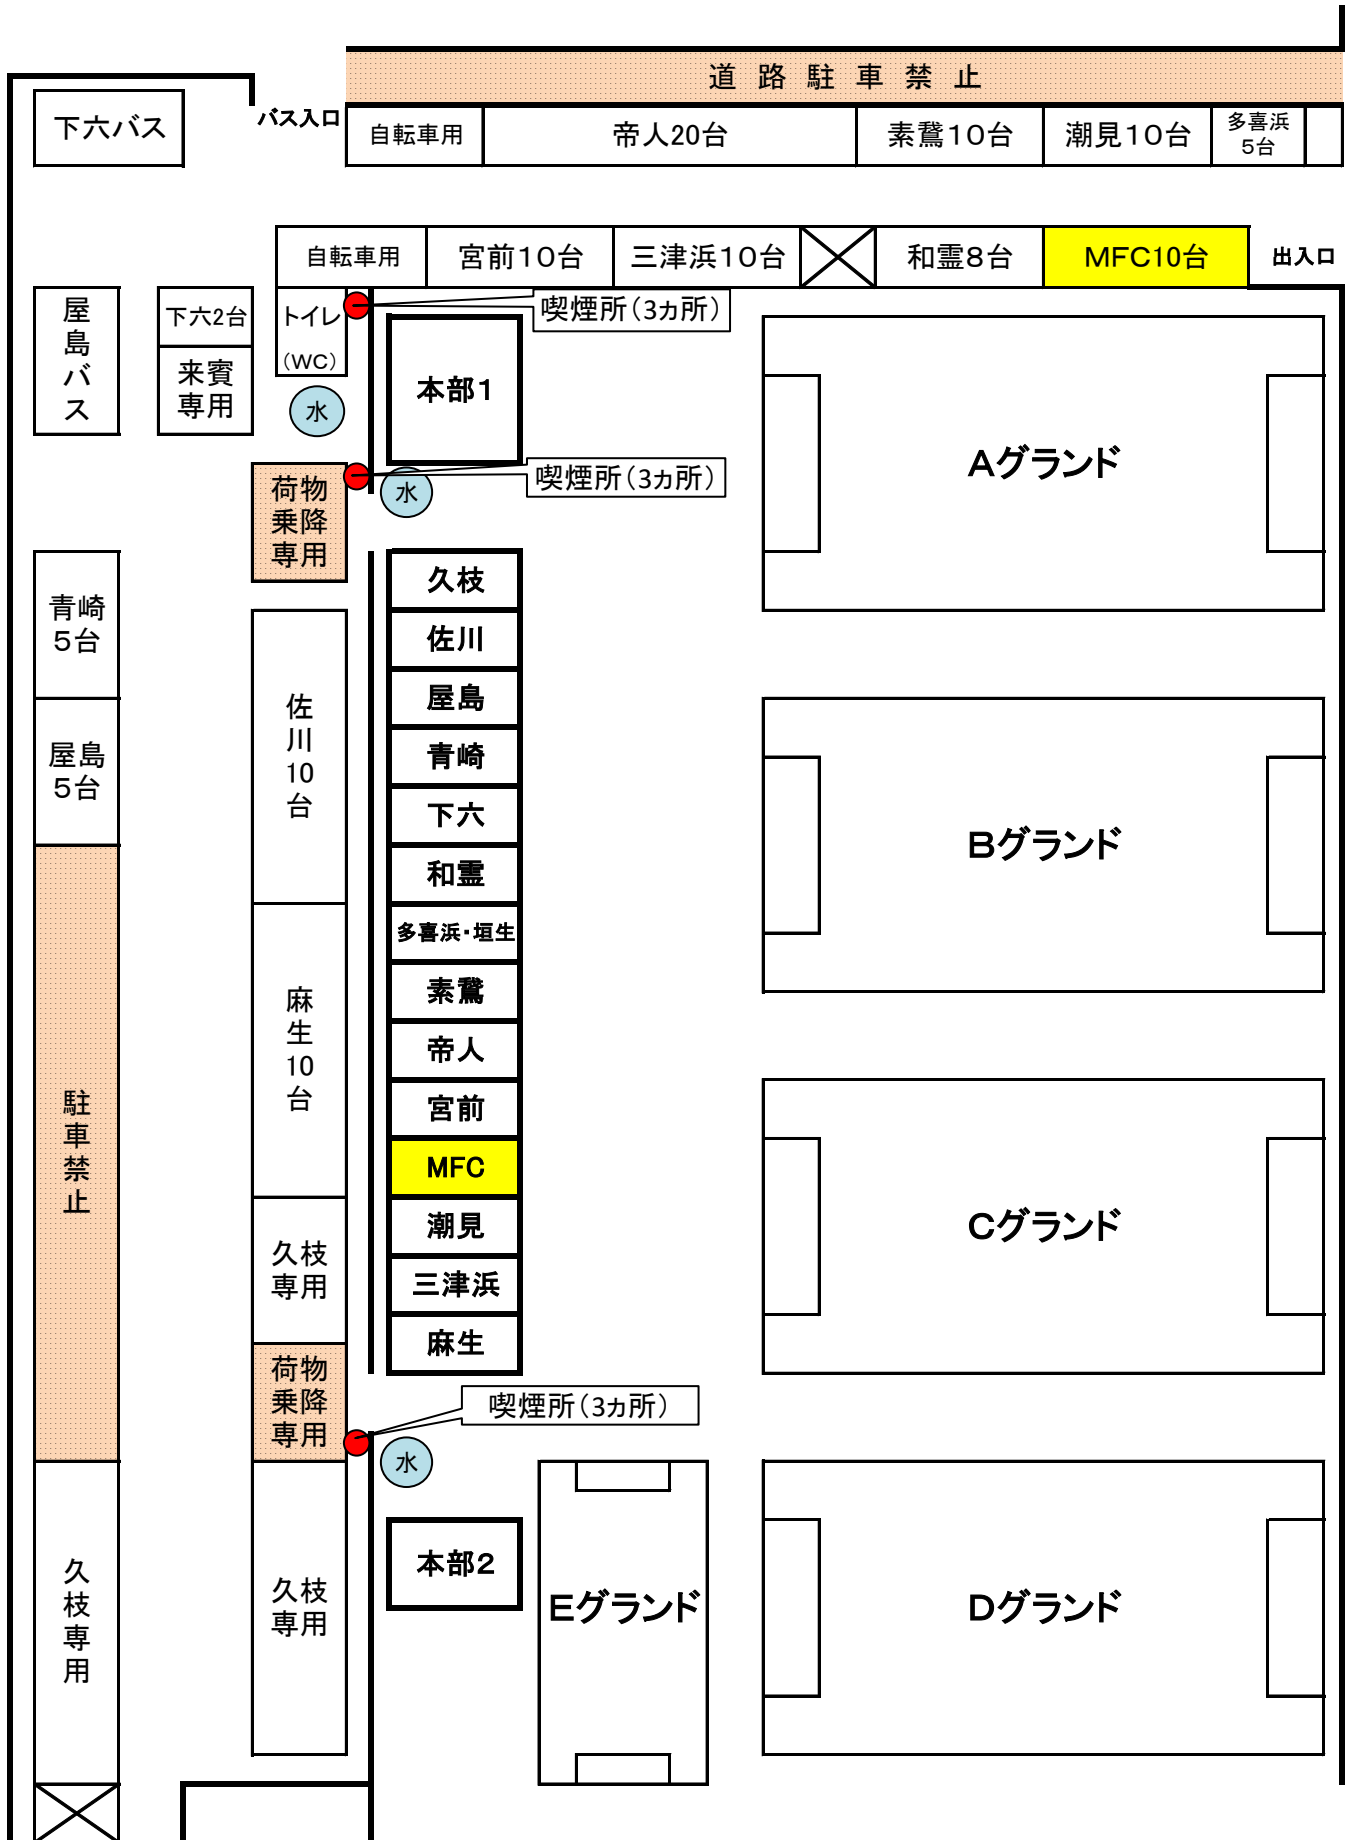 道路駐車禁止
下六バス
バス入口
自転車用
帝人20台
素鵞10台
潮見10台
多喜浜
5台
自転車用
宮前10台
三津浜10台
和霊8台
MFC10台
出入口
屋島バス
下六2台
来賓
専用
トイレ
(WC)
水
喫煙所(3ヵ所)
本部1
喫煙所(3ヵ所)
水
荷物
乗降
専用
Aグランド
青崎
5台
屋島
5台
駐車禁止
久枝専用
佐川10台
麻生10台
久枝
専用
荷物
乗降
専用
久枝
専用
久枝
佐川
屋島
青崎
下六
和霊
多喜浜・垣生
素鵞
帝人
宮前
MFC
潮見
三津浜
麻生
喫煙所(3ヵ所)
水
本部2
Bグランド
Cグランド
Eグランド
Dグランド